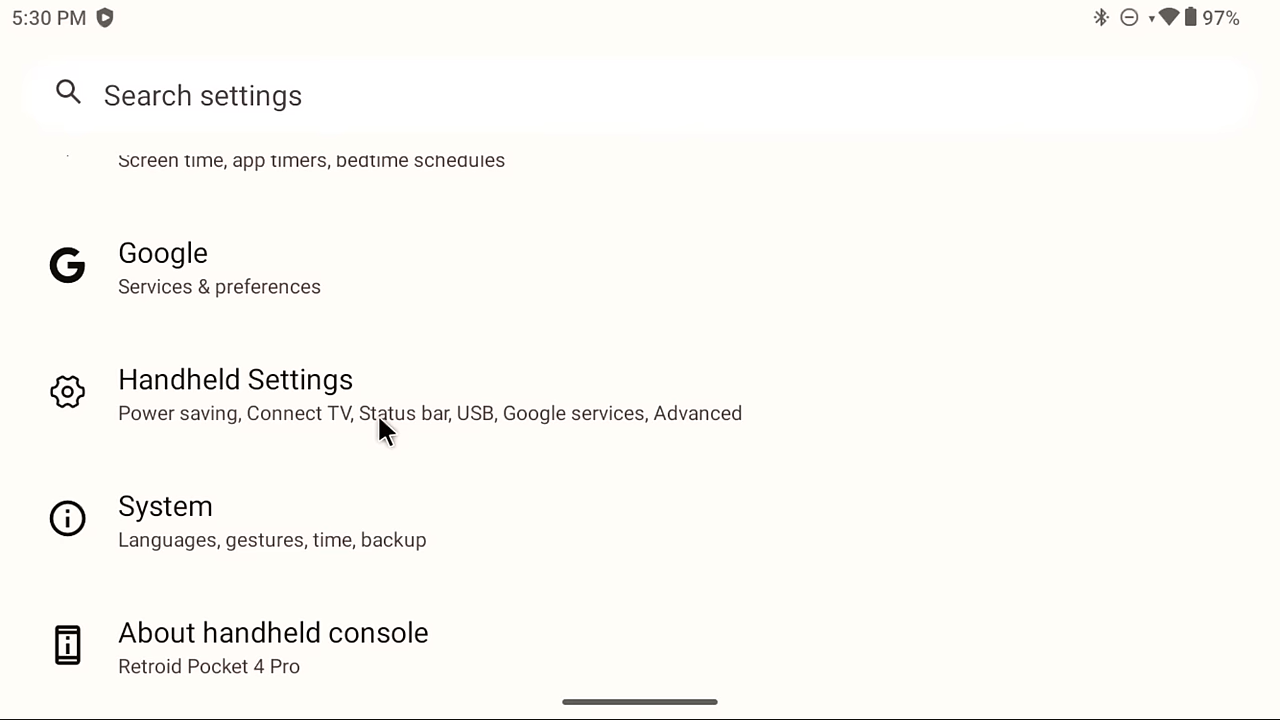 5:30 PM
97%
Search settings
Screen time, app timers, bedtime schedules
Google
Services & preferences
Handheld Settings
Power saving, Connect TV, Status bar, USB, Google services, Advanced
System
Languages, gestures, time, backup
About handheld console
Retroid Pocket 4 Pro